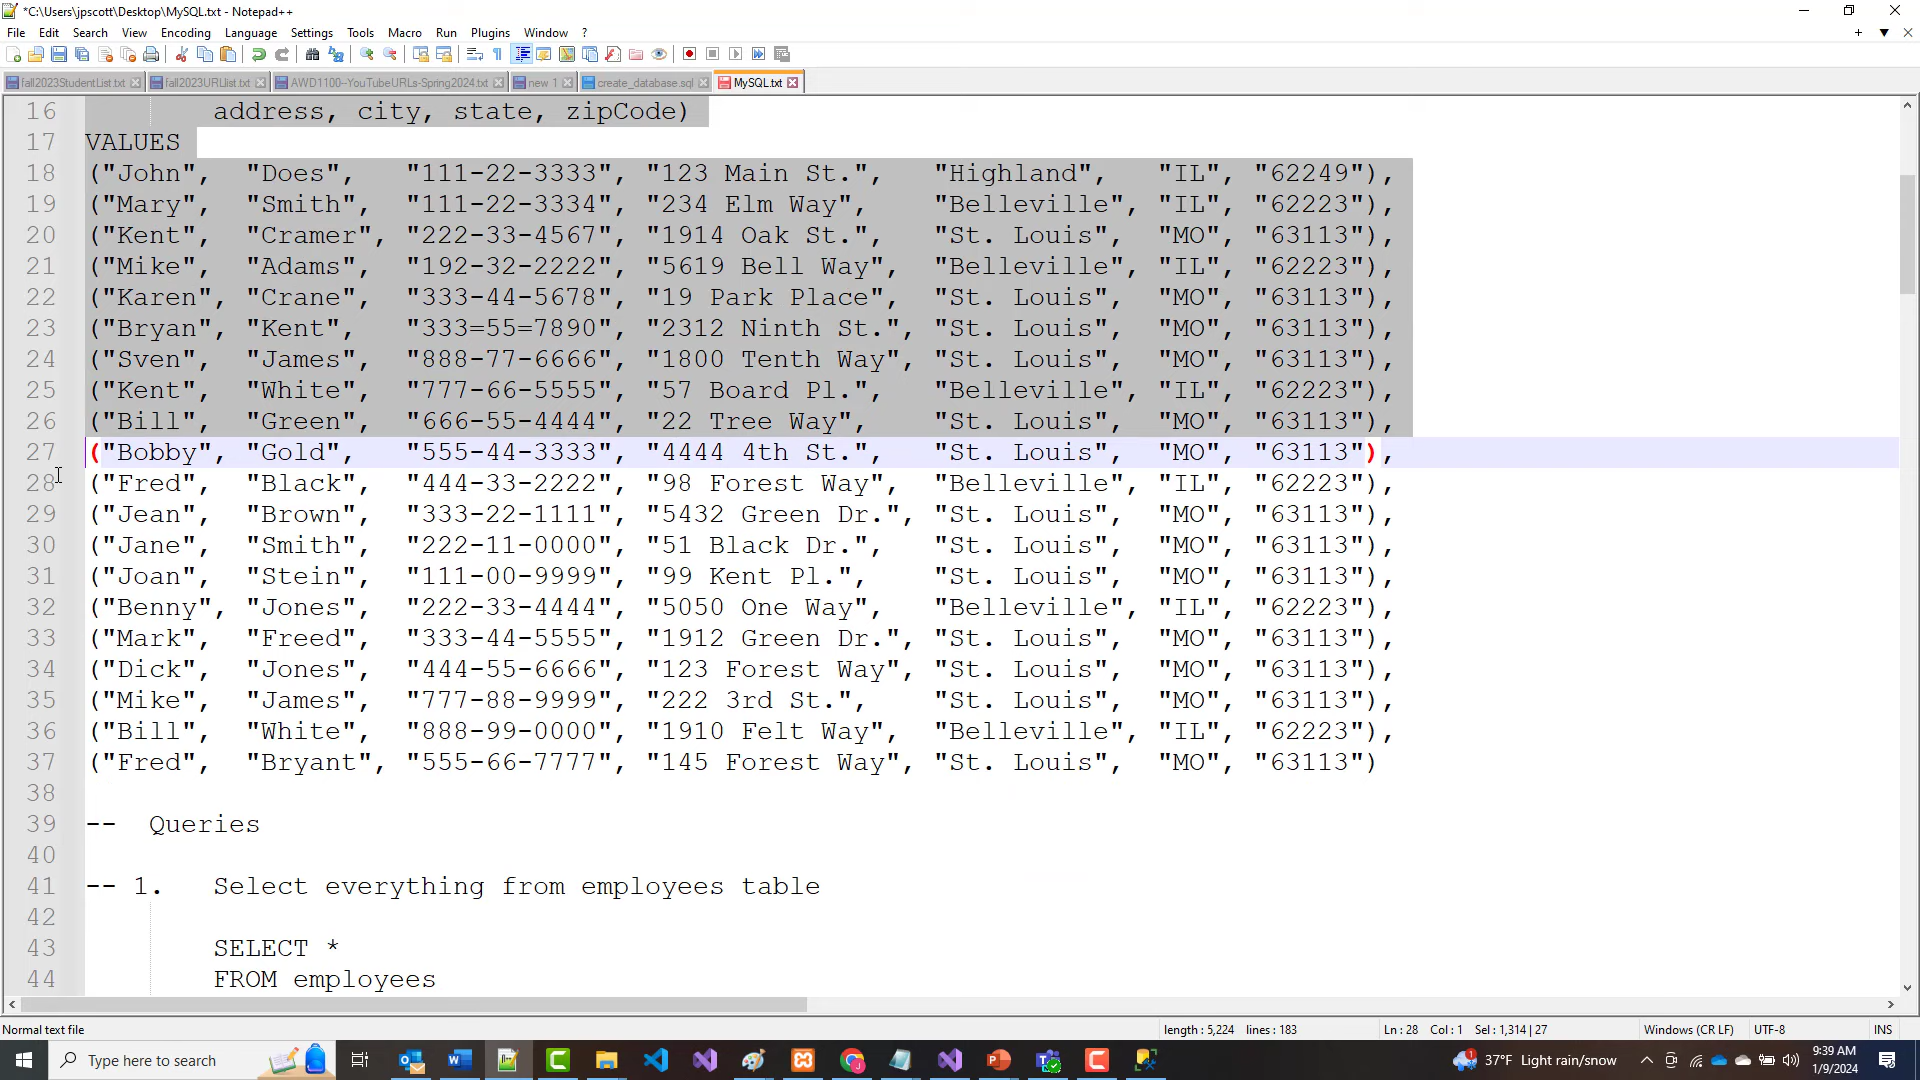 *C:\Users\jpscott\Desktop\MySQL.txt - Notepad++
File Edit Search View Encoding Language Settings Tools Macro Run Plugins Window ?
fall2023StudentList.txt fall2023URLlist.txt AWD1100--YouTubeURLs-Spring2024.txt new 1 create_database.sql MySQL.txt
16 address, city, state, zipCode)
17 VALUES
18 ("John", "Does", "111-22-3333", "123 Main St.", "Highland", "IL", "62249"),
19 ("Mary", "Smith", "111-22-3334", "234 Elm Way", "Belleville", "IL", "62223"),
20 ("Kent", "Cramer", "222-33-4567", "1914 Oak St.", "St. Louis", "MO", "63113"),
21 ("Mike", "Adams", "192-32-2222", "5619 Bell Way", "Belleville", "IL", "62223"),
22 ("Karen", "Crane", "333-44-5678", "19 Park Place", "St. Louis", "MO", "63113"),
23 ("Bryan", "Kent", "333=55=7890", "2312 Ninth St.", "St. Louis", "MO", "63113"),
24 ("Sven", "James", "888-77-6666", "1800 Tenth Way", "St. Louis", "MO", "63113"),
25 ("Kent", "White", "777-66-5555", "57 Board Pl.", "Belleville", "IL", "62223"),
26 ("Bill", "Green", "666-55-4444", "22 Tree Way", "St. Louis", "MO", "63113"),
27 ("Bobby", "Gold", "555-44-3333", "4444 4th St.", "St. Louis", "MO", "63113"),
28 ("Fred", "Black", "444-33-2222", "98 Forest Way", "Belleville", "IL", "62223"),
29 ("Jean", "Brown", "333-22-1111", "5432 Green Dr.", "St. Louis", "MO", "63113"),
30 ("Jane", "Smith", "222-11-0000", "51 Black Dr.", "St. Louis", "MO", "63113"),
31 ("Joan", "Stein", "111-00-9999", "99 Kent Pl.", "St. Louis", "MO", "63113"),
32 ("Benny", "Jones", "222-33-4444", "5050 One Way", "Belleville", "IL", "62223"),
33 ("Mark", "Freed", "333-44-5555", "1912 Green Dr.", "St. Louis", "MO", "63113"),
34 ("Dick", "Jones", "444-55-6666", "123 Forest Way", "St. Louis", "MO", "63113"),
35 ("Mike", "James", "777-88-9999", "222 3rd St.", "St. Louis", "MO", "63113"),
36 ("Bill", "White", "888-99-0000", "1910 Felt Way", "Belleville", "IL", "62223"),
37 ("Fred", "Bryant", "555-66-7777", "145 Forest Way", "St. Louis", "MO", "63113")
38
39 -- Queries
40
41 -- 1. Select everything from employees table
42
43 SELECT *
44 FROM employees
Normal text file length : 5,224 lines : 183 Ln : 28 Col : 1 Sel : 1,314 | 27 Windows (CR LF) UTF-8 INS
Type here to search 37°F Light rain/snow 9:39 AM
1/9/2024